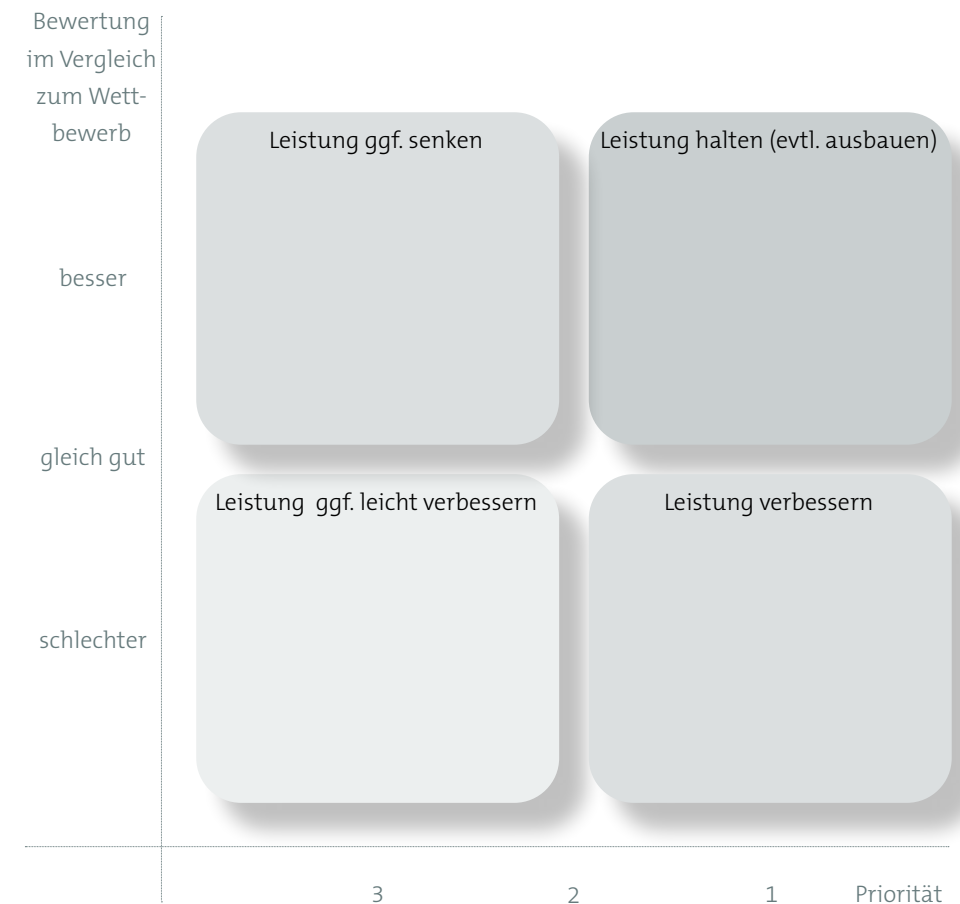 Bewertung
im Vergleich
zum Wett-
bewerb
Leistung ggf. senken
Leistung halten (evtl. ausbauen)
besser
gleich gut
Leistung  ggf. leicht verbessern
Leistung verbessern
schlechter
3
2
1
Priorität